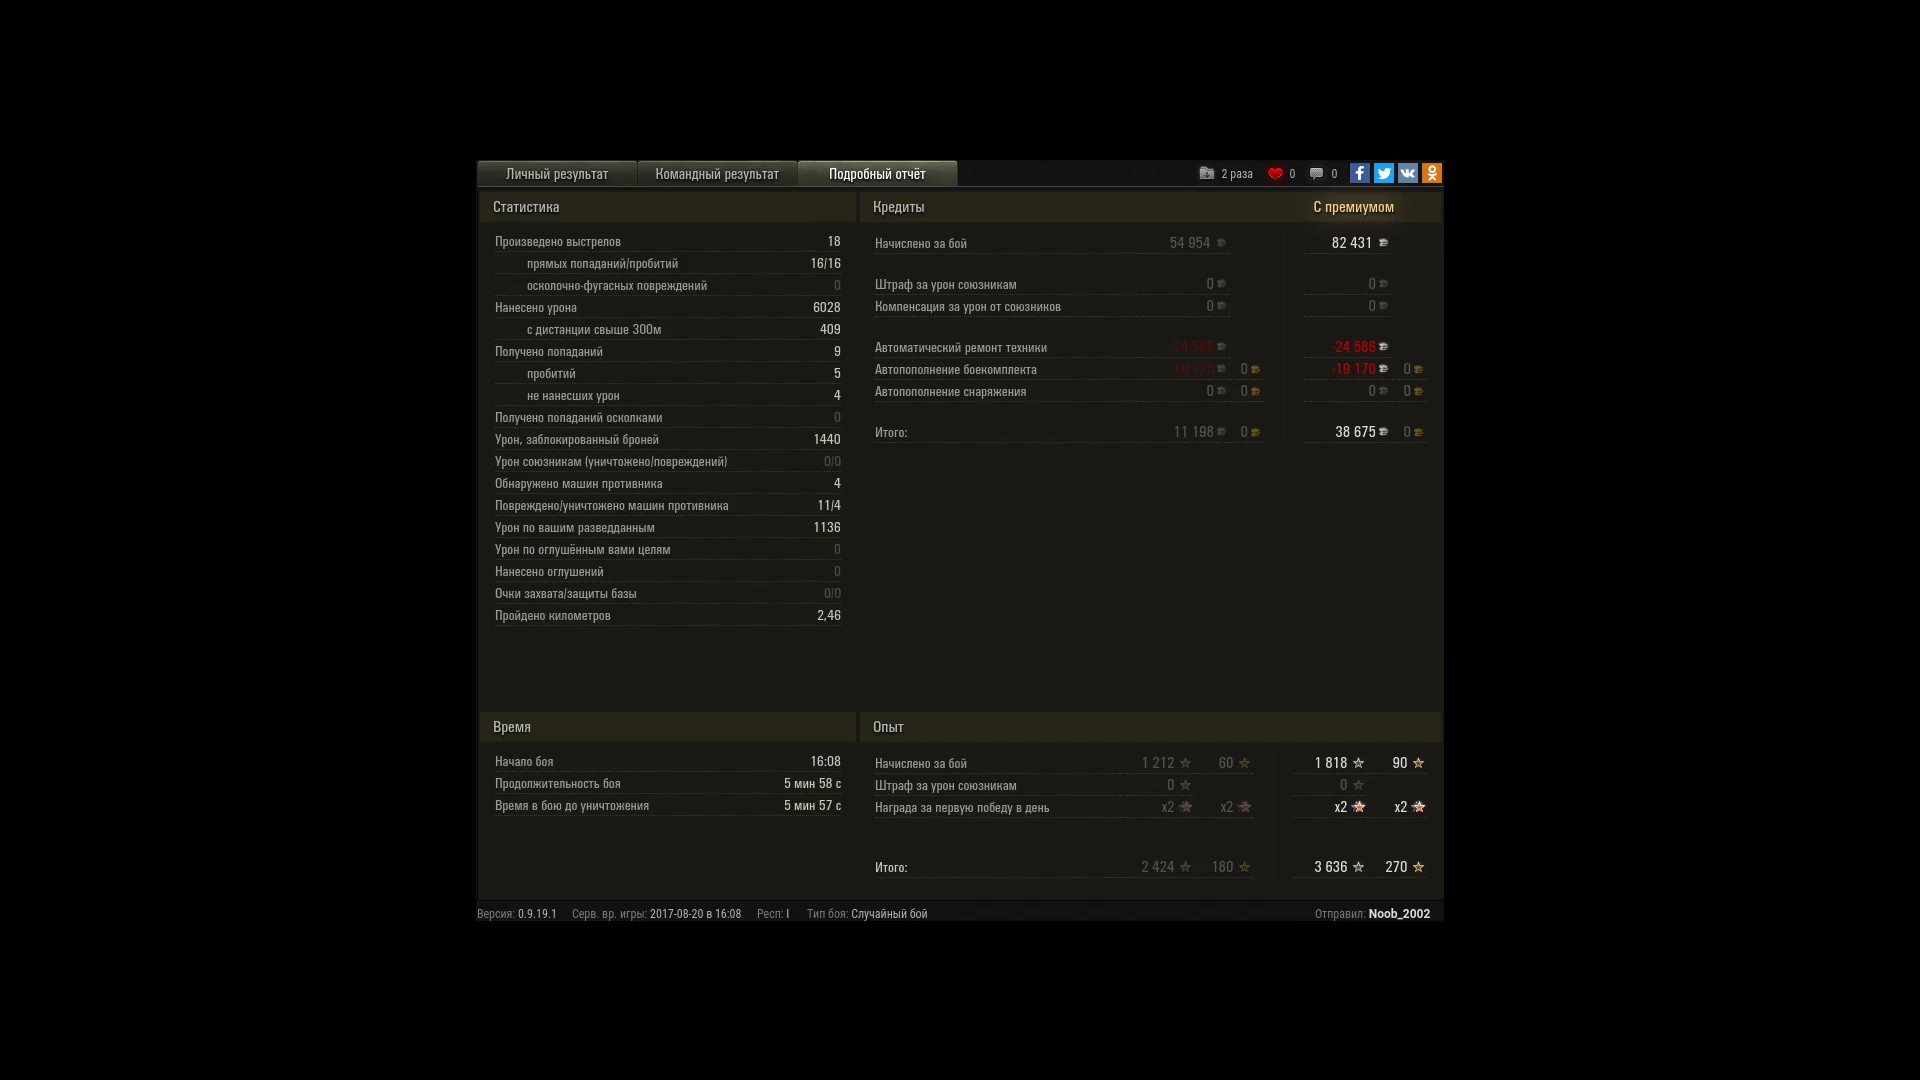 Личный результат Командный результат Подробный отчёт 2 раза 0 0
Статистика
Произведено выстрелов 18
прямых попаданий/пробитий 16/16
осколочно-фугасных повреждений 0
Нанесено урона 6028
с дистанции свыше 300м 409
Получено попаданий 9
пробитий 5
не нанесших урон 4
Получено попаданий осколками 0
Урон, заблокированный броней 1440
Урон союзникам (уничтожено/повреждений) 0/0
Обнаружено машин противника 4
Повреждено/уничтожено машин противника 11/4
Урон по вашим разведданным 1136
Урон по оглушённым вами целям 0
Нанесено оглушений 0
Очки захвата/защиты базы 0/0
Пройдено километров 2,46
Кредиты С премиумом
Начислено за бой 54 954 82 431
Штраф за урон союзникам 0 0
Компенсация за урон от союзников 0 0
Автоматический ремонт техники -24 586 -24 586
Автопополнение боекомплекта 0 -19 170 0
Автопополнение снаряжения 0 0 0 0
Итого: 11 198 0 38 675 0
Время
Начало боя 16:08
Продолжительность боя 5 мин 58 с
Время в бою до уничтожения 5 мин 57 с
Опыт
Начислено за бой 1 212 60 1 818 90
Штраф за урон союзникам 0 0
Награда за первую победу в день x2 x2 x2 x2
Итого: 2 424 180 3 636 270
Версия: 0.9.19.1 Серв. вр. игры: 2017-08-20 в 16:08 Респ: I Тип боя: Случайный бой Отправил: Noob_2002